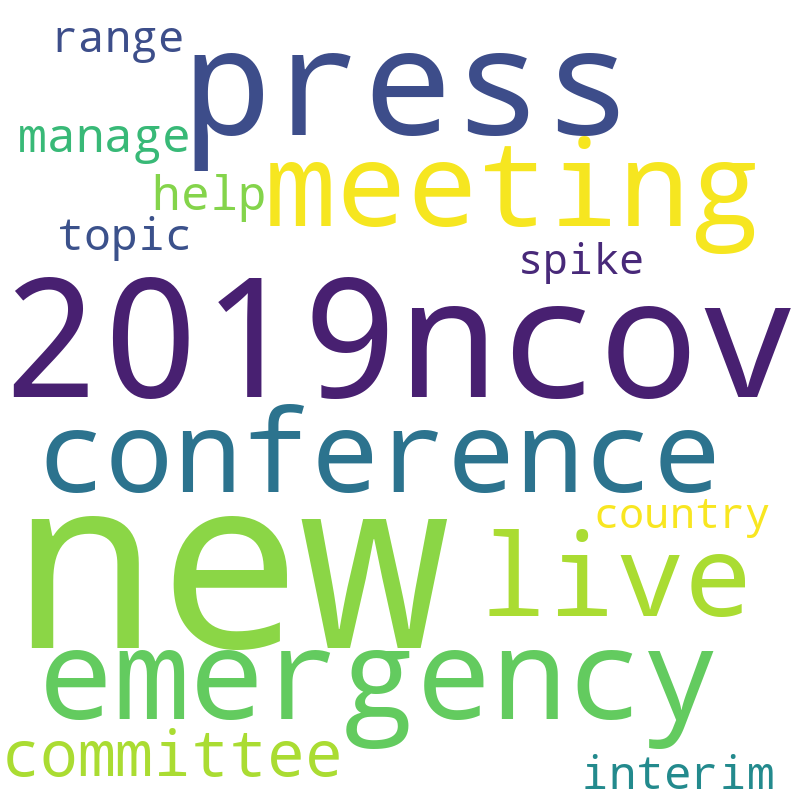 range
press
manage
meeting
help
topic
spike
2019ncov
conference
new
country
live
emergency
committee
interim